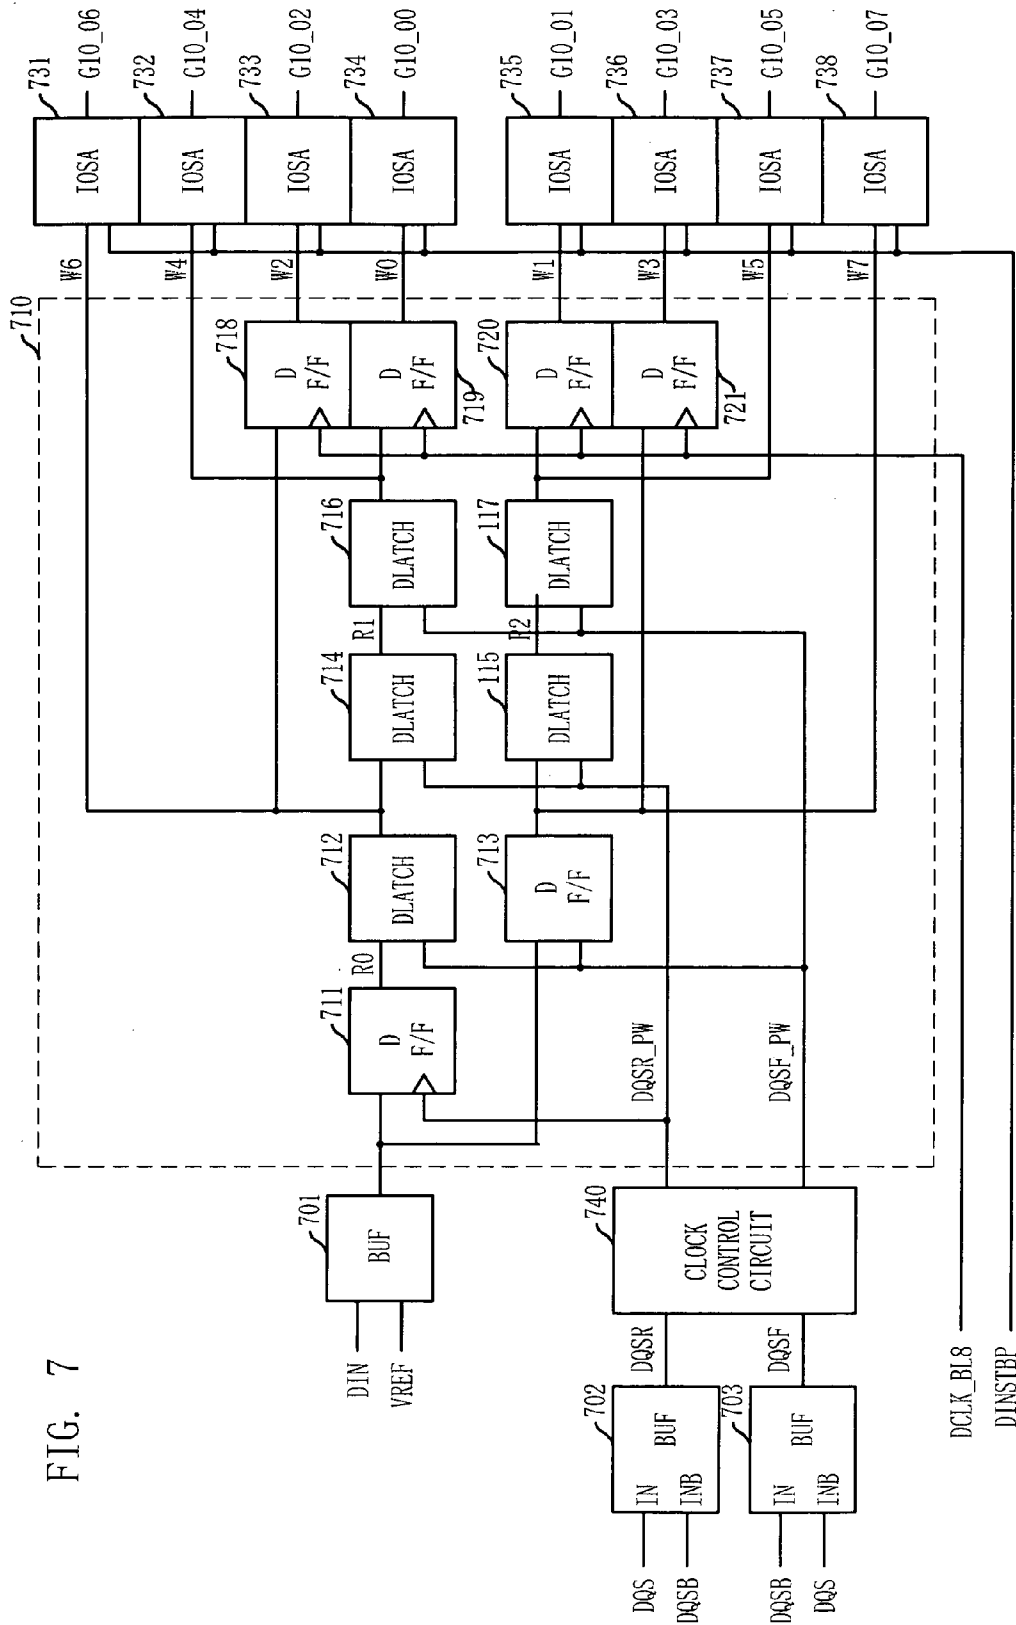 FIG. 7
710
731
IOSA
W6
G10_06
732
IOSA
W4
G10_04
733
IOSA
W2
G10_02
734
IOSA
W0
G10_00
735
IOSA
W1
G10_01
736
IOSA
W3
G10_03
737
IOSA
W5
G10_05
738
IOSA
W7
G10_07
718
D
F/F
D
F/F
719
720
D
F/F
D
F/F
721
716
DLATCH
117
DLATCH
R1
R2
714
DLATCH
115
DLATCH
712
DLATCH
713
D
F/F
R0
711
D
F/F
DQSR_PW
DQSF_PW
701
BUF
DIN
VREF
740
CLOCK
CONTROL
CIRCUIT
DQSR
DQSF
702
BUF
IN
INB
DQS
DQSB
703
BUF
IN
INB
DQSB
DQS
DCLK_BL8
DINSTBP